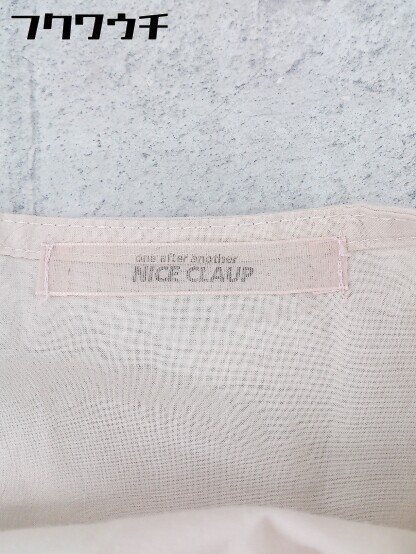 フクワウチ
one after another
NICE CLAUP